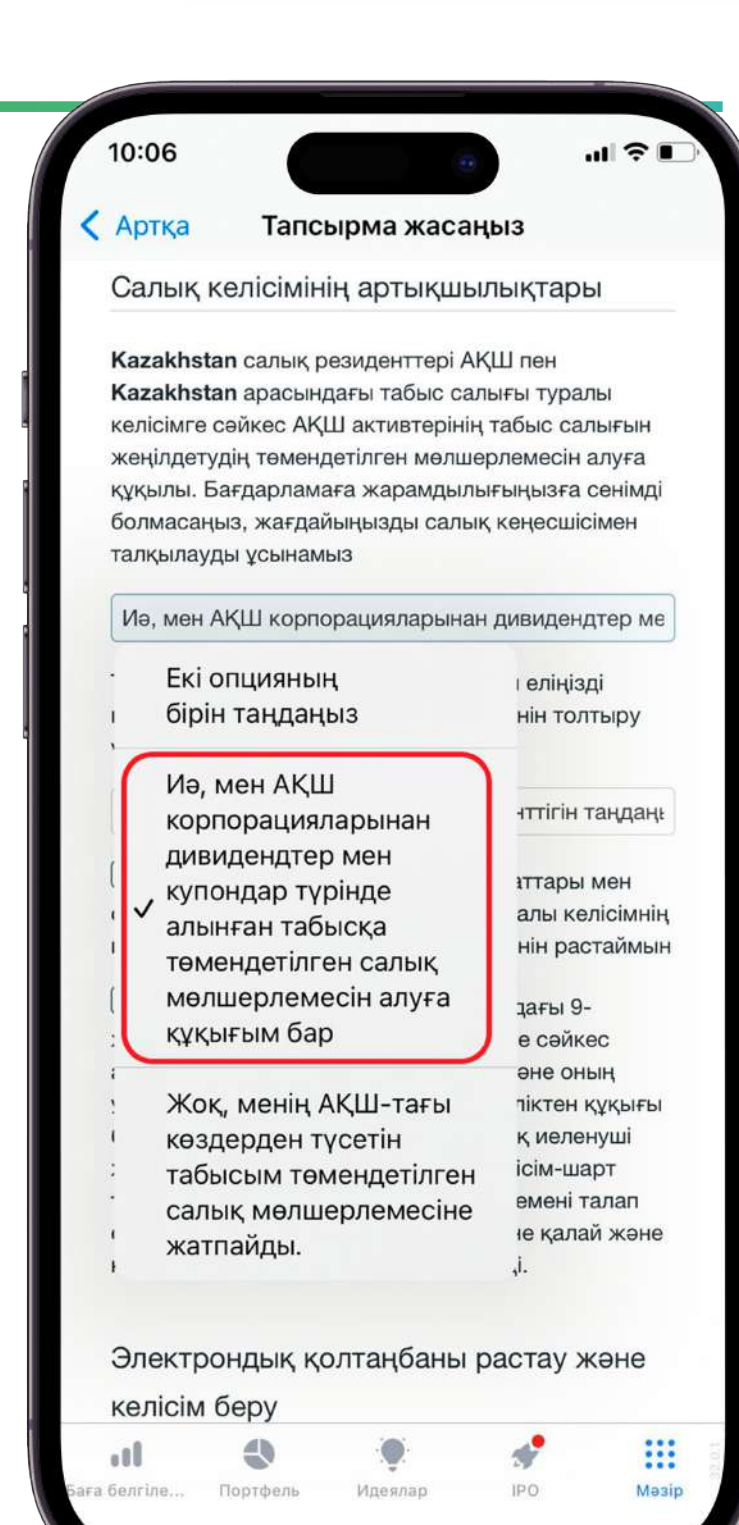 10:06
Артқа
Тапсырма жасаңыз
Салық келісімінің артықшылықтары
Kazakhstan салық резиденттері АҚШ пен
Kazakhstan арасындағы табыс салығы туралы
келісімге сәйкес АҚШ активтерінің табыс салығын
жеңілдетудің төмендетілген мөлшерлемесін алуға
құқылы. Бағдарламаға жарамдылығыңызға сенімді
болмасаңыз, жағдайыңызды салық кеңесшісімен
талқылауды ұсынамыз
Иә, мен АҚШ корпорацияларынан дивидендтер ме
Екі опцияның
бірін таңдаңыз
Иә, мен АҚШ
корпорацияларынан
дивидендтер мен
✓ купондар түрінде
алынған табысқа
төмендетілген салық
мөлшерлемесін алуға
құқығым бар
Жоқ, менің АҚШ-тағы
көздерден түсетін
табысым төмендетілген
салық мөлшерлемесіне
жатпайды.
еліңізді
нін толтыру
нттігін таңдаңы
аттары мен
алы келісімнің
нін растаймын
дағы 9-
е сәйкес
әне оның
ліктен құқығы
қ иеленуші
ісім-шарт
емені талап
не қалай және
ді.
Электрондық қолтаңбаны растау және
келісім беру
Баға белгіле...
Портфель
Идеялар
IPO
Мәзір